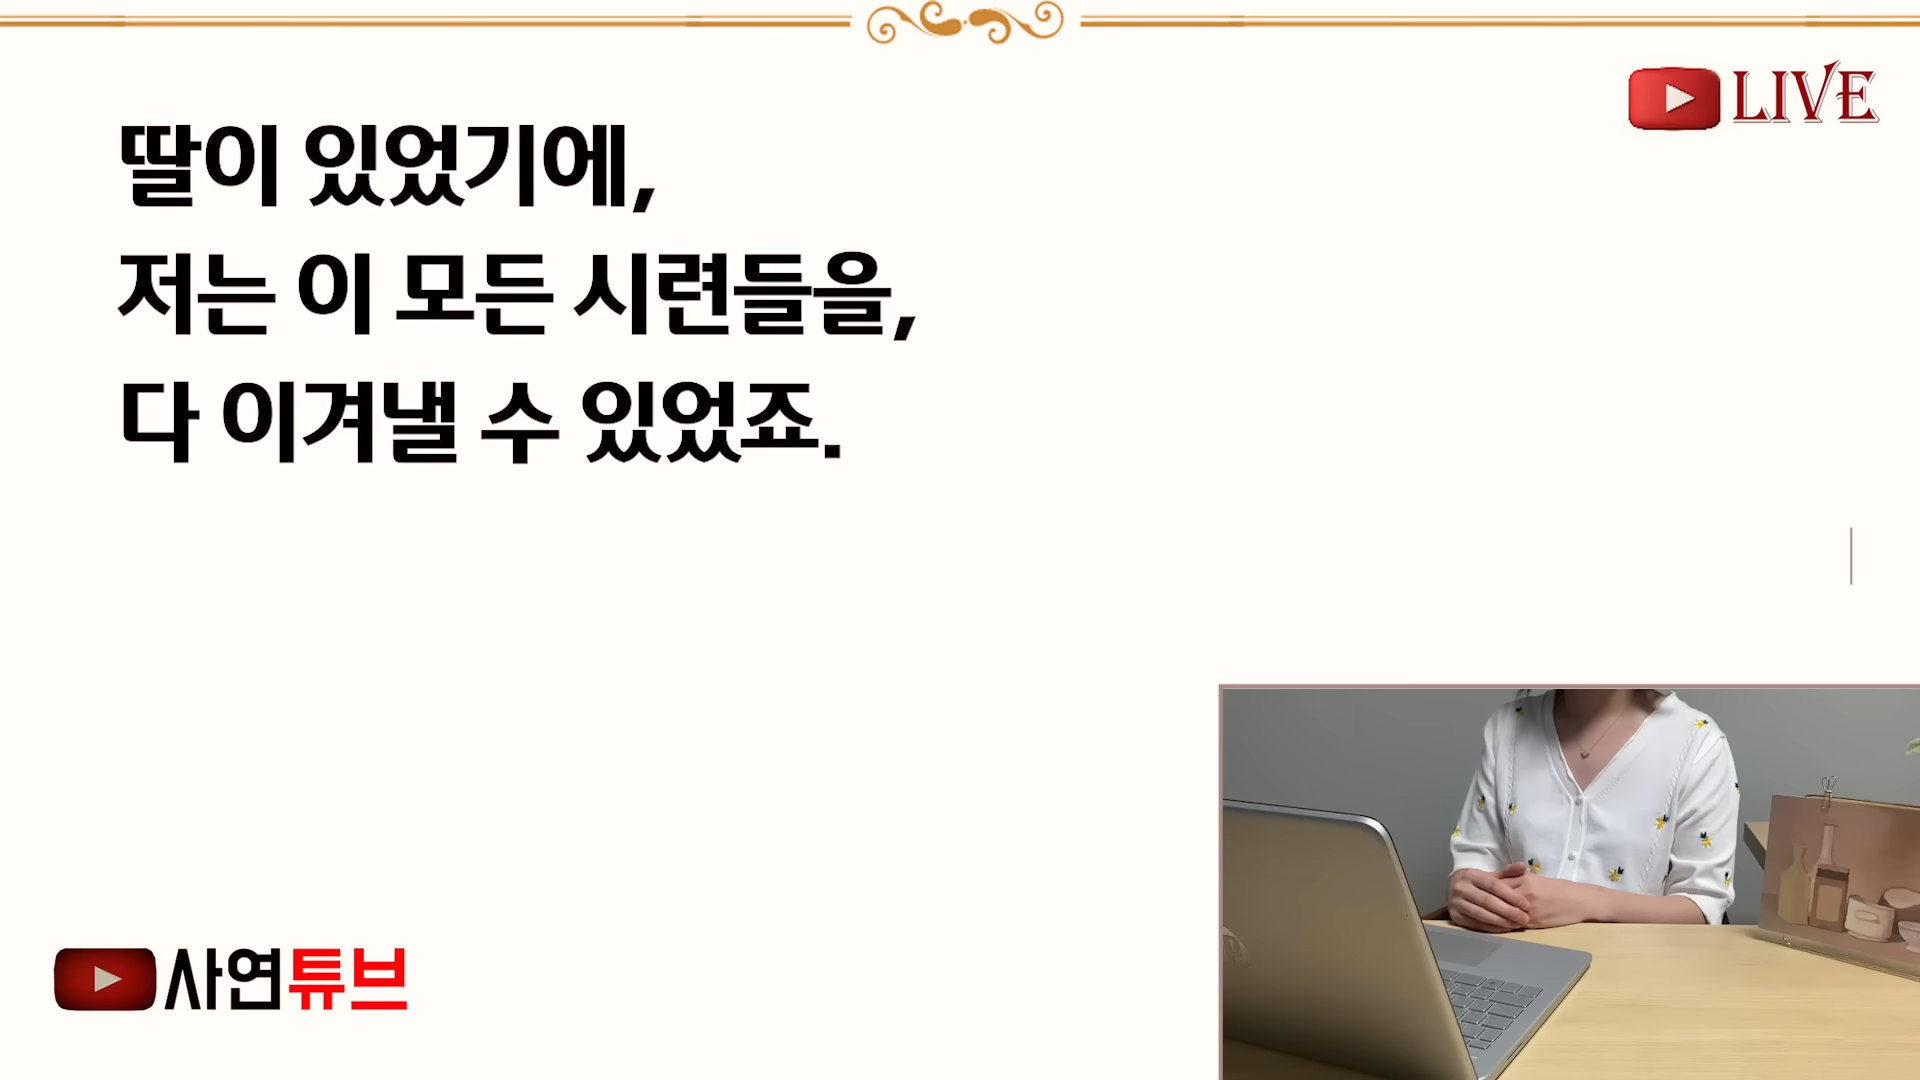 LIVE
딸이 있었기에,
저는 이 모든 시련들을,
다 이겨낼 수 있었죠.
사연튜브